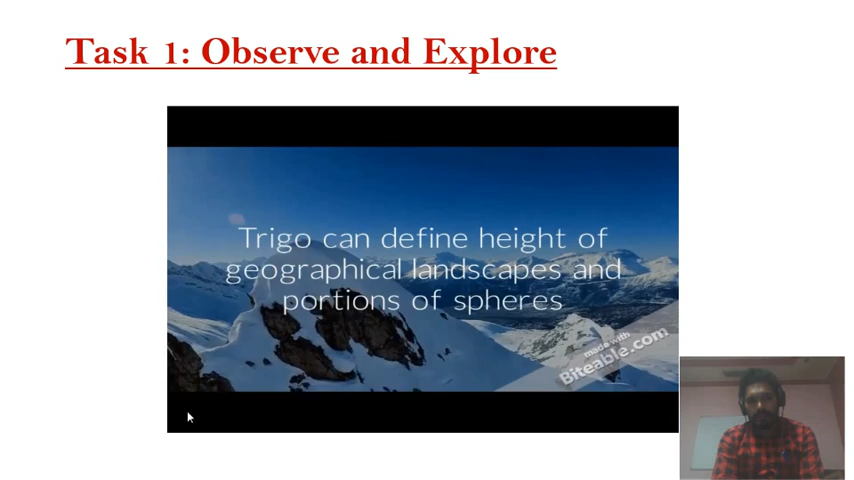 Task 1: Observe and Explore
Trigo can define height of
geographical landscapes and
portions of spheres
made with
Biteable.com